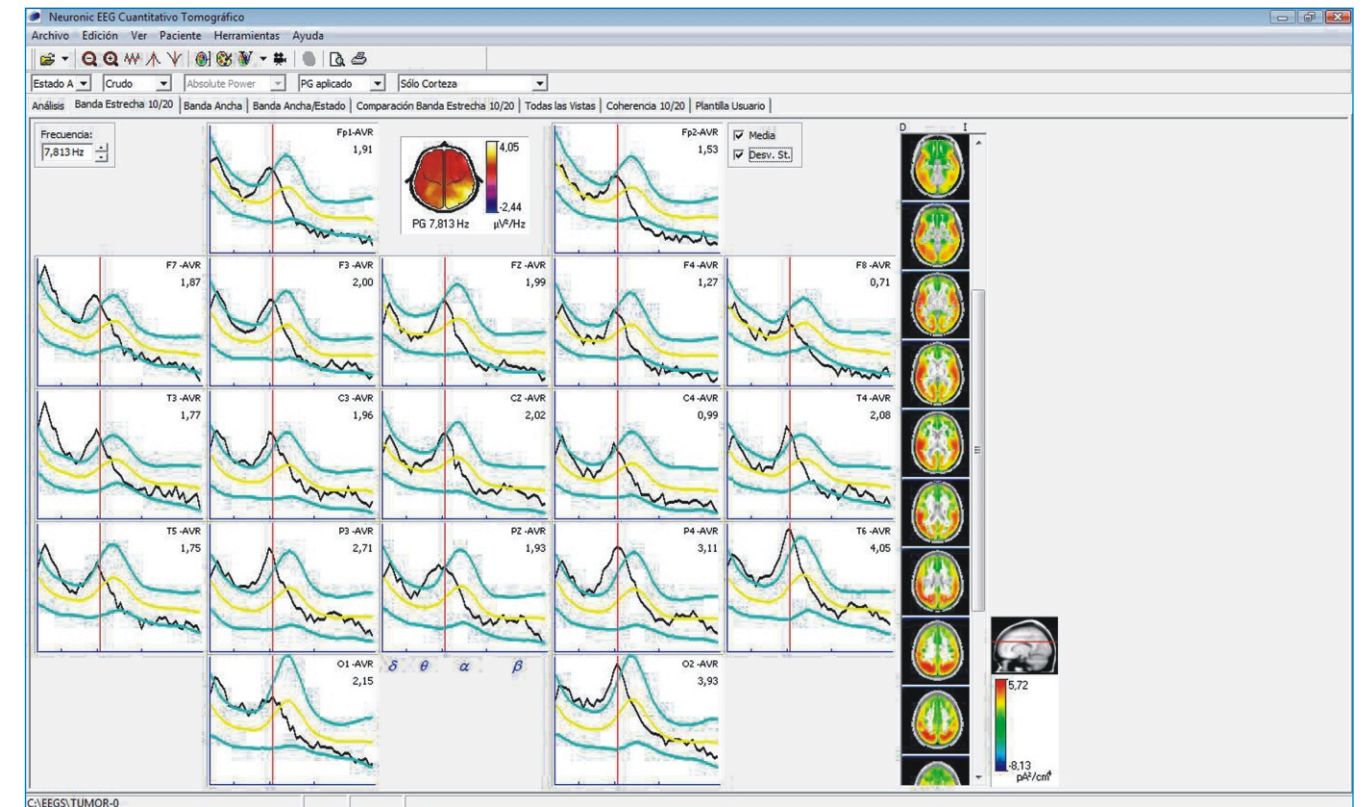 Neuronic EEG Cuantitativo Tomográfico
Archivo Edición Ver Paciente Herramientas Ayuda
Estado A Crudo Absolute Power PG aplicado Sólo Corteza
Análisis Banda Estrecha 10/20 Banda Ancha Banda Ancha/Estado Comparación Banda Estrecha 10/20 Todas las Vistas Coherencia 10/20 Plantilla Usuario
Frecuencia:
7,813 Hz
Fp1-AVR
1,91
4,05
-2,44
PG 7,813 Hz µV²/Hz
Fp2-AVR
1,53
Media
Desv. St.
D I
F7 -AVR
1,87
F3 -AVR
2,00
FZ -AVR
1,99
F4 -AVR
1,27
F8 -AVR
0,71
T3 -AVR
1,77
C3 -AVR
1,96
CZ -AVR
2,02
C4 -AVR
0,99
T4 -AVR
2,08
T5 -AVR
1,75
P3 -AVR
2,71
PZ -AVR
1,93
P4 -AVR
3,11
T6 -AVR
4,05
O1 -AVR
2,15
δ θ α β
O2 -AVR
3,93
5,72
-8,13
pA²/cm⁴
C:\EEGS\TUMOR-0